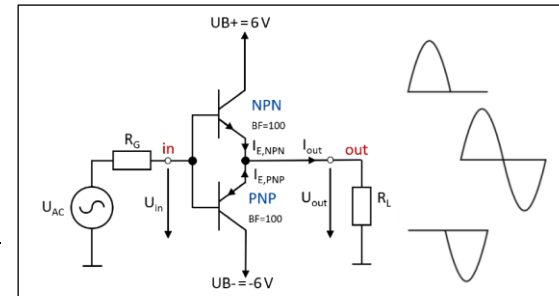 UB+=6V
NPN
BF=100
RG
in
IE,NPN
Iout
out
IE,PNP
UAC
Uin
PNP
BF=100
Uout
RL
UB-=-6V